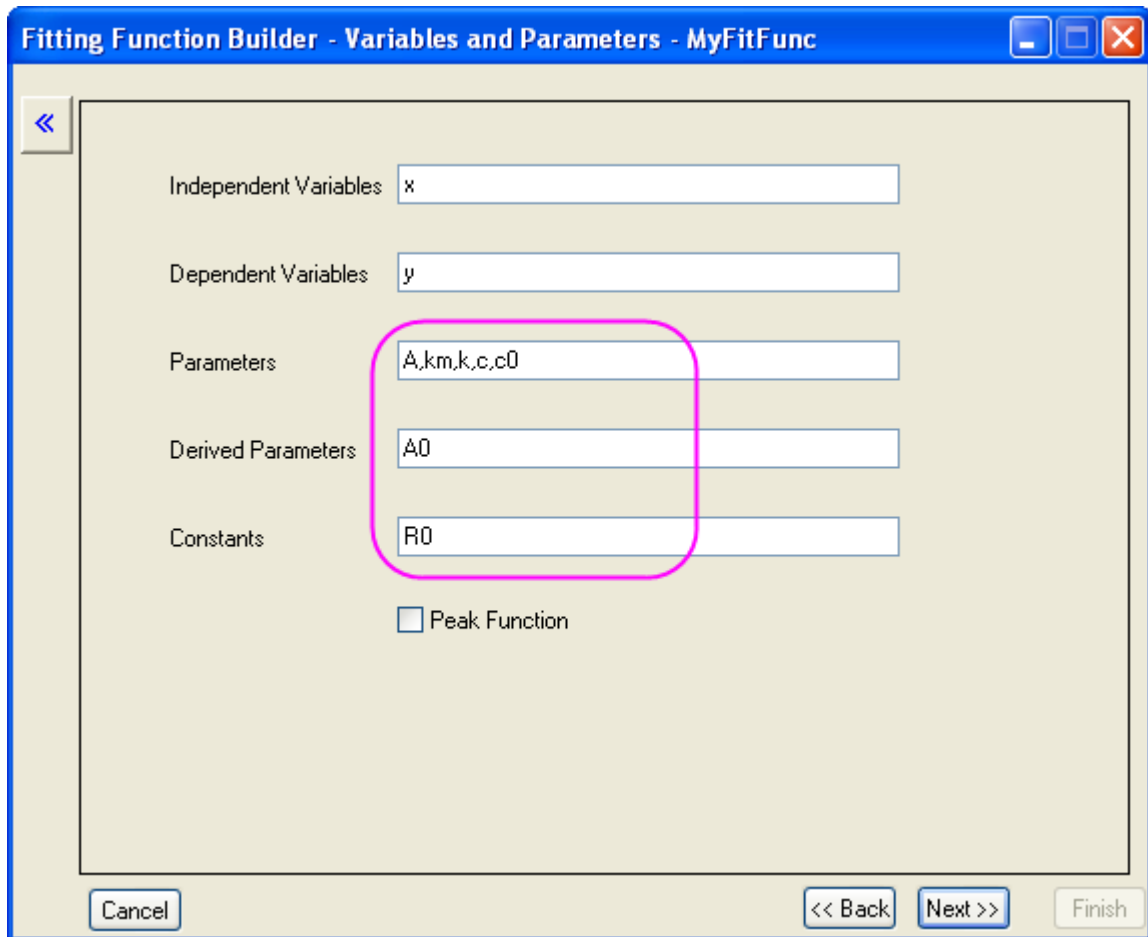 Fitting Function Builder - Variables and Parameters - MyFitFunc
Independent Variables x
Dependent Variables y
Parameters A,km,k,c,c0
Derived Parameters A0
Constants R0
Peak Function
Cancel << Back Next >> Finish